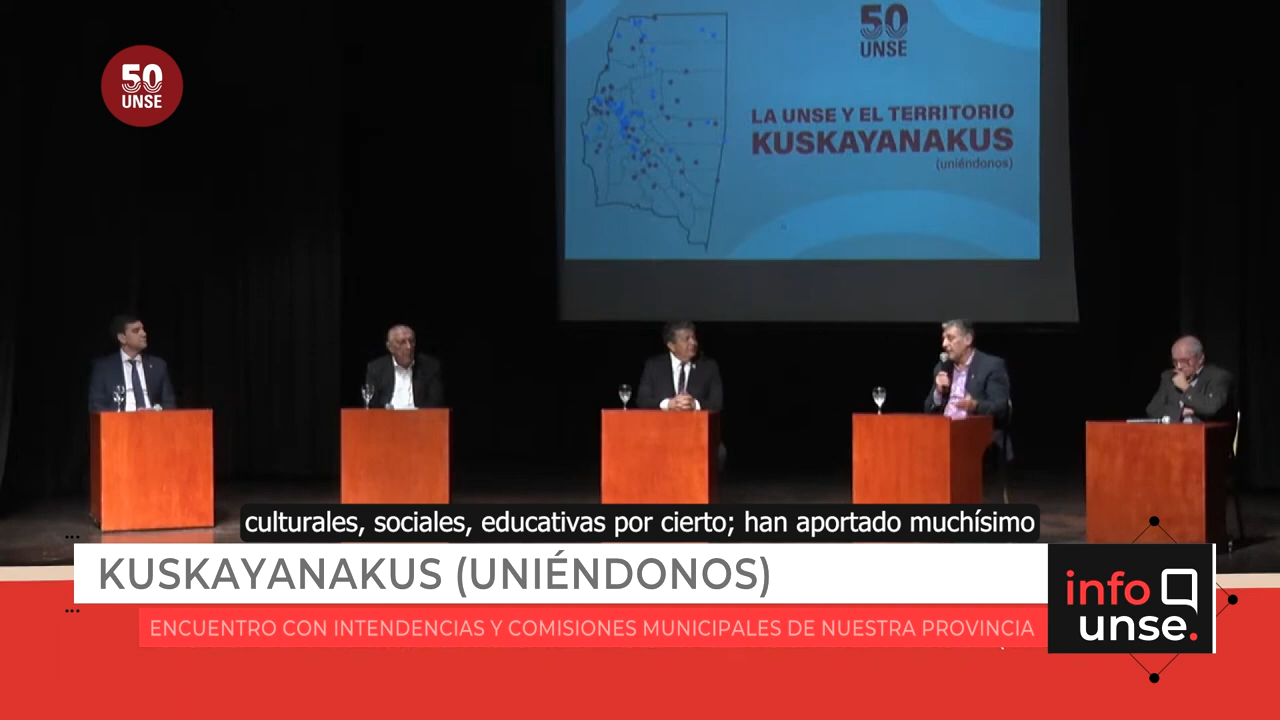 50
UNSE
50
UNSE
LA UNSE Y EL TERRITORIO
KUSKAYANAKUS
(uniéndonos)
culturales, sociales, educativas por cierto; han aportado muchísimo
KUSKAYANAKUS (UNIÉNDONOS)
ENCUENTRO CON INTENDENCIAS Y COMISIONES MUNICIPALES DE NUESTRA PROVINCIA
info
unse.